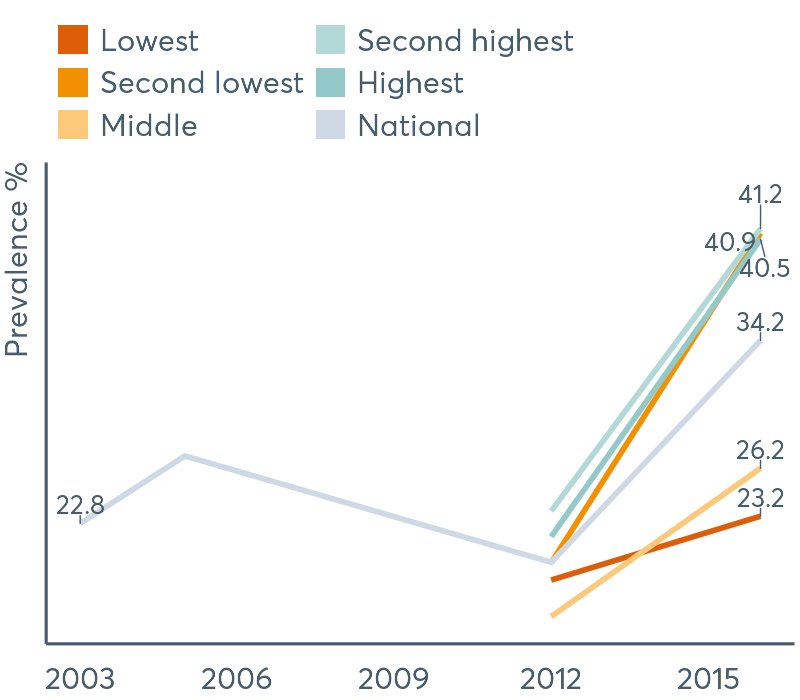 Lowest
Second lowest
Middle
Second highest
Highest
National
Prevalence %
41.2
40.9
40.5
34.2
26.2
23.2
22.8
2003 2006 2009 2012 2015